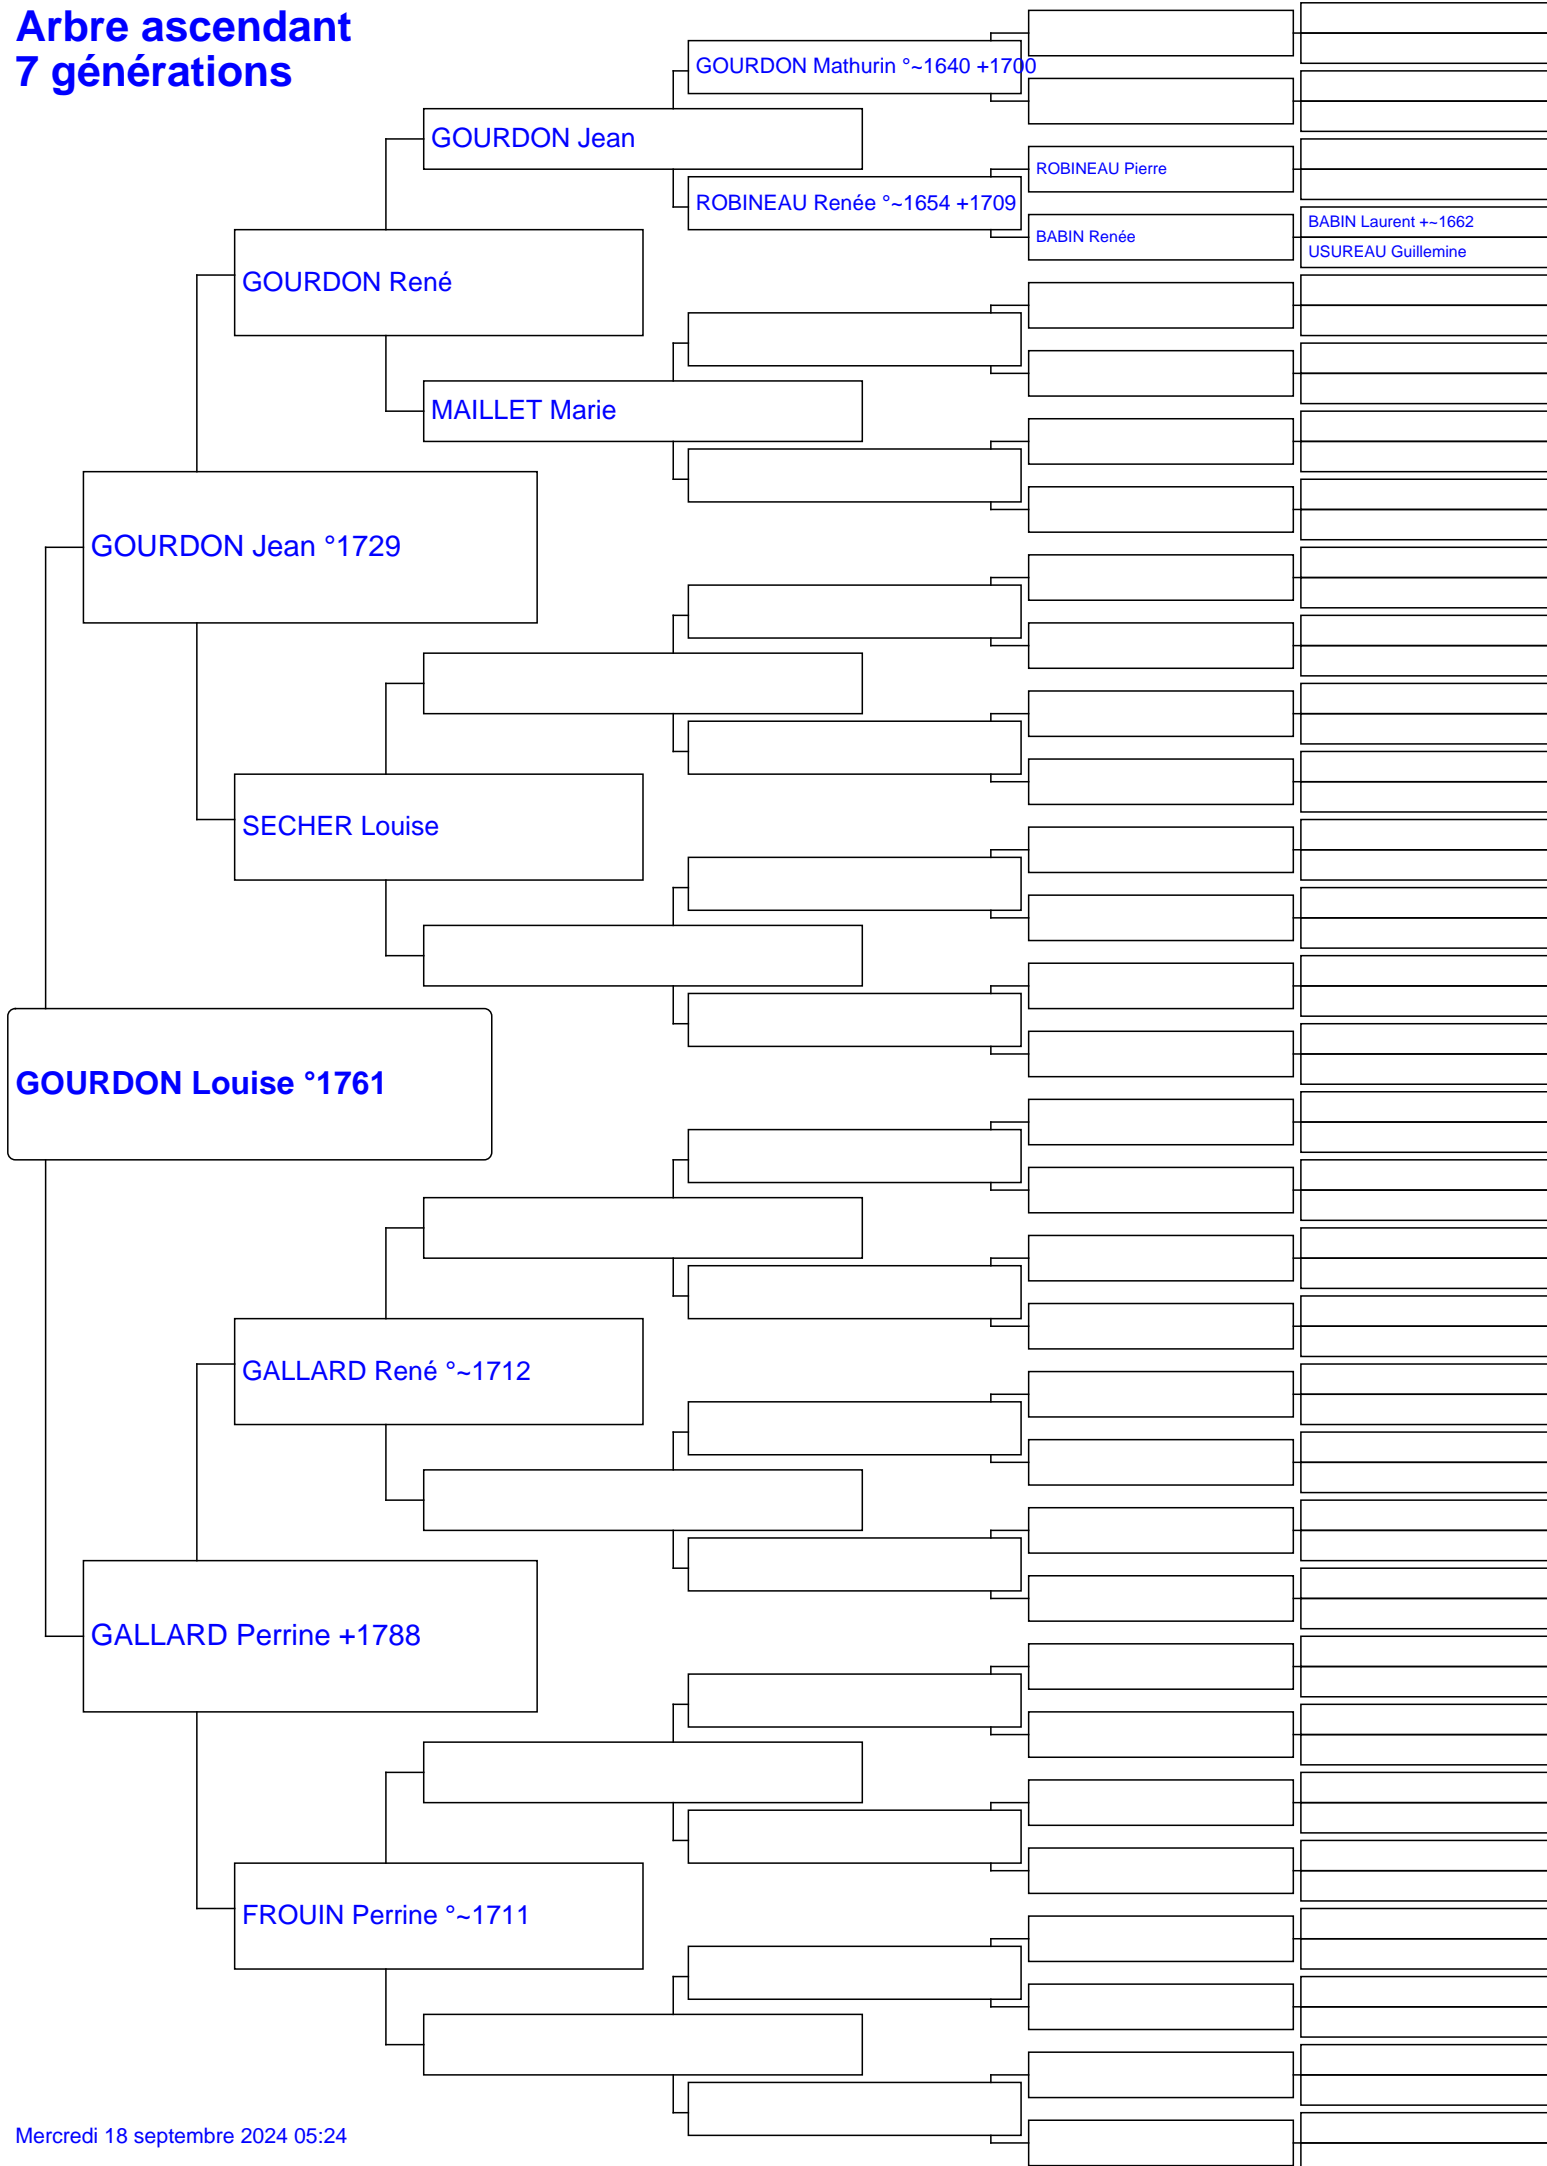 Arbre ascendant
7 générations
GOURDON Mathurin °~1640 +1700
GOURDON Jean
ROBINEAU Pierre
ROBINEAU Renée °~1654 +1709
BABIN Laurent +~1662
BABIN Renée
USUREAU Guillemine
GOURDON René
MAILLET Marie
GOURDON Jean °1729
SECHER Louise
GOURDON Louise °1761
GALLARD René °~1712
GALLARD Perrine +1788
FROUIN Perrine °~1711
Mercredi 18 septembre 2024 05:24